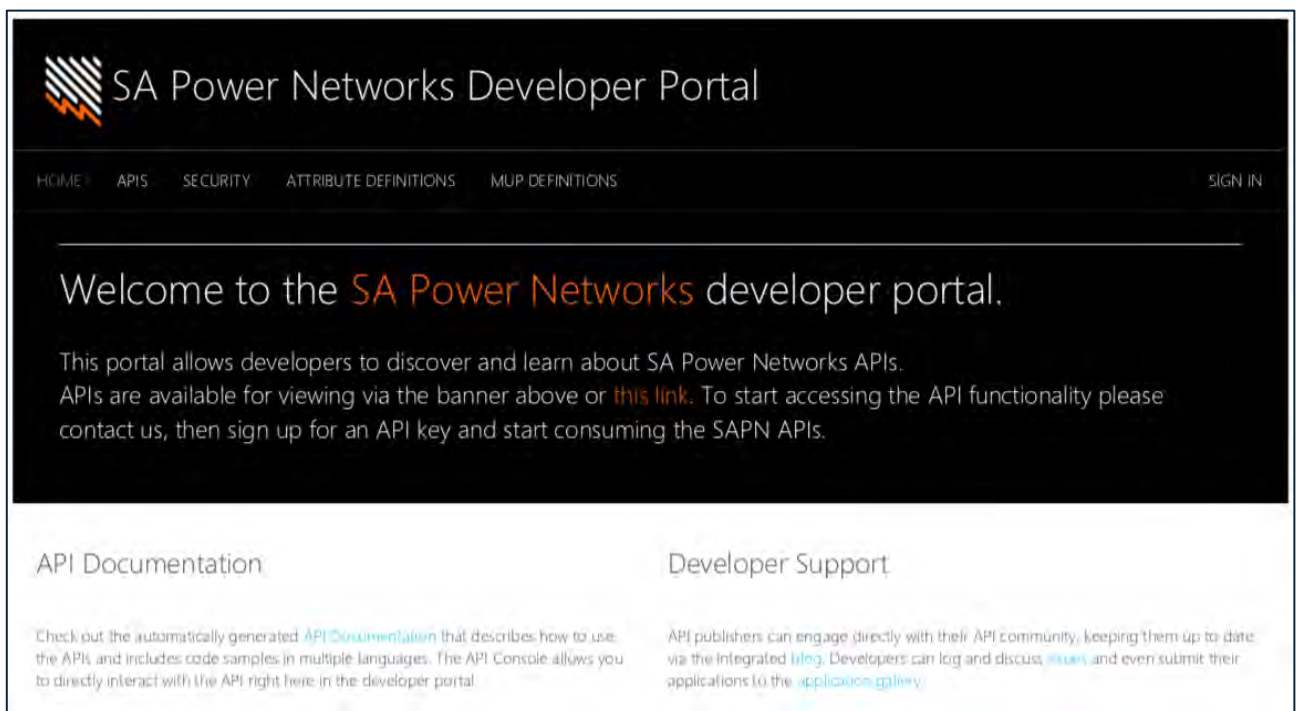 SA Power Networks Developer Portal
HOME APIS SECURITY ATTRIBUTE DEFINITIONS MUP DEFINITIONS SIGN IN
Welcome to the SA Power Networks developer portal.
This portal allows developers to discover and learn about SA Power Networks APIs.
APIs are available for viewing via the banner above or this link. To start accessing the API functionality please
contact us, then sign up for an API key and start consuming the SAPN APIs.
API Documentation
Check out the automatically generated API Documentation that describes how to use
the APIs and includes code samples in multiple languages. The API Console allows you
to directly interact with the API right here in the developer portal.
Developer Support
API publishers can engage directly with their API community, keeping them up to date
via the integrated blog. Developers can log and discuss issues and even submit their
applications to the application gallery.